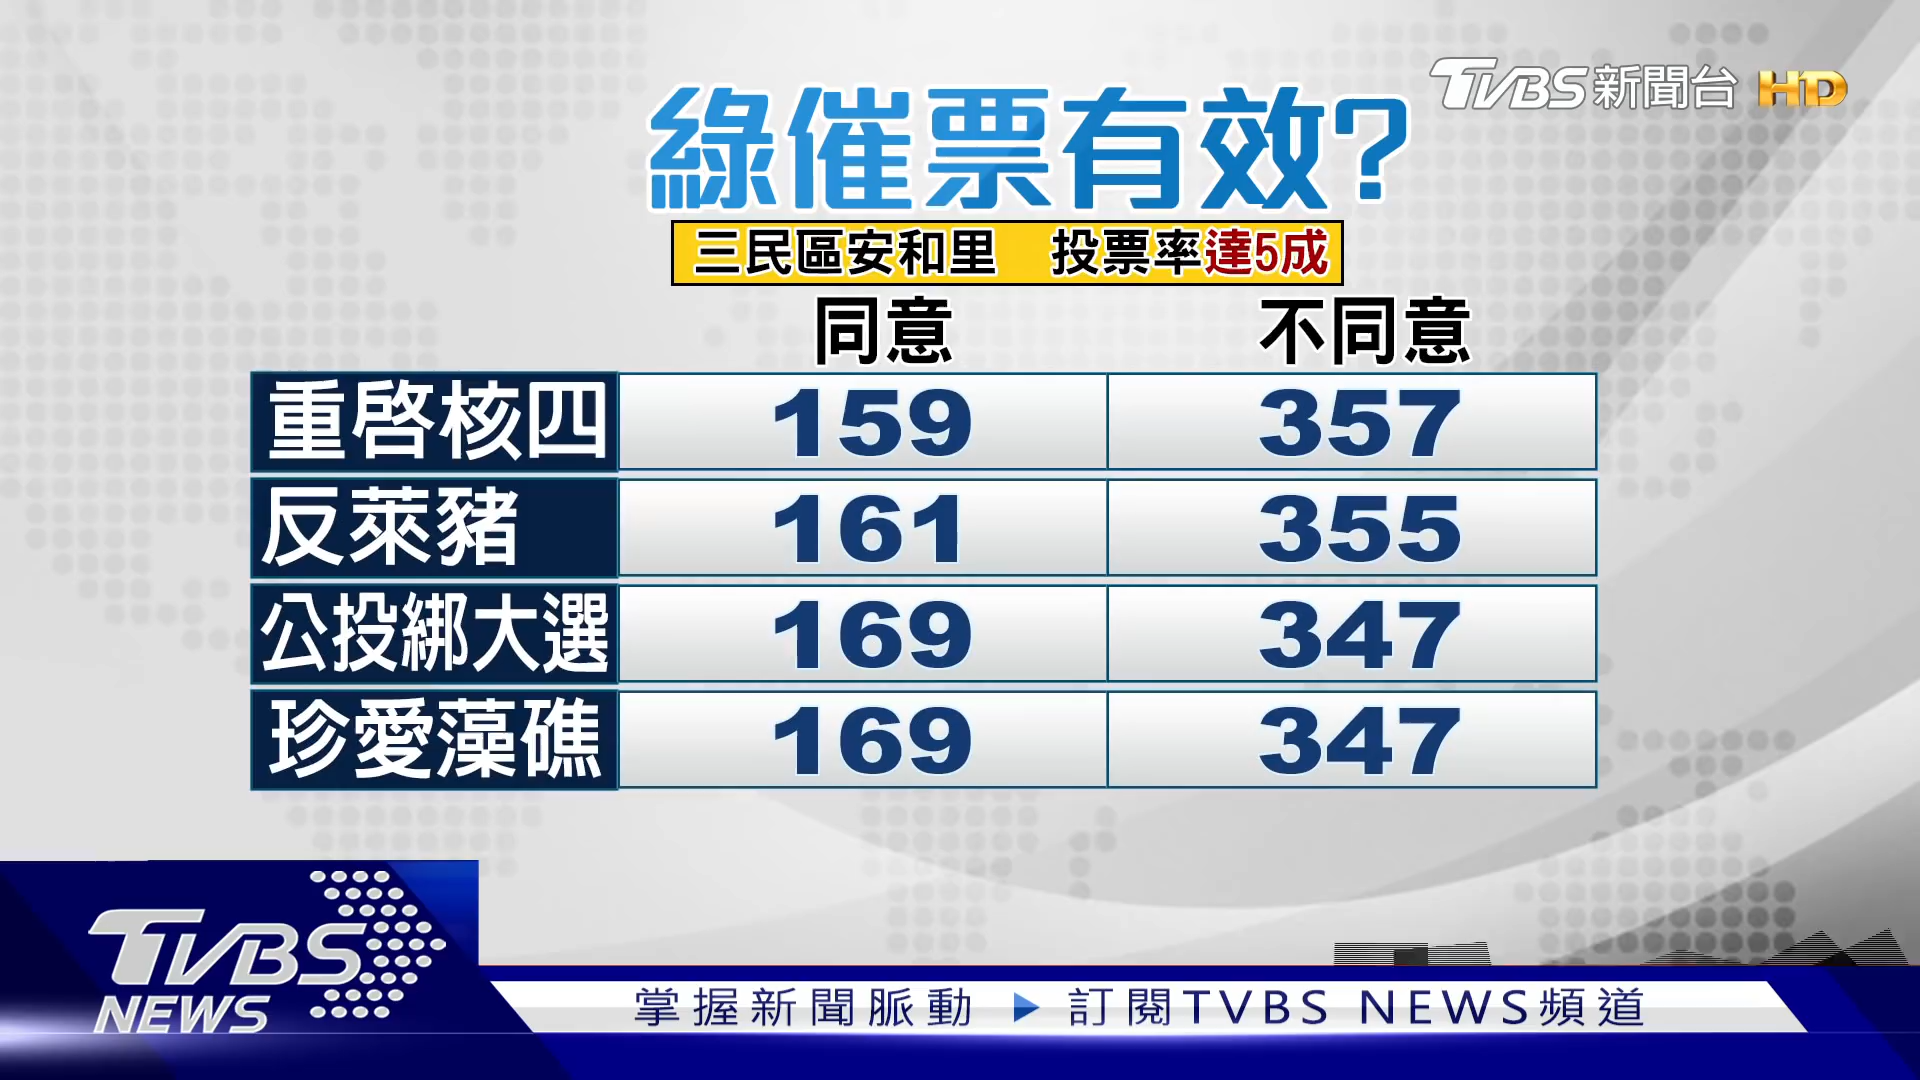 TVBS新聞台 HD
綠催票有效?
三民區安和里 投票率達5成
同意 不同意
重啓核四 159 357
反萊豬 161 355
公投綁大選 169 347
珍愛藻礁 169 347
TVBS
NEWS
掌握新聞脈動 ▶ 訂閱TVBS NEWS頻道